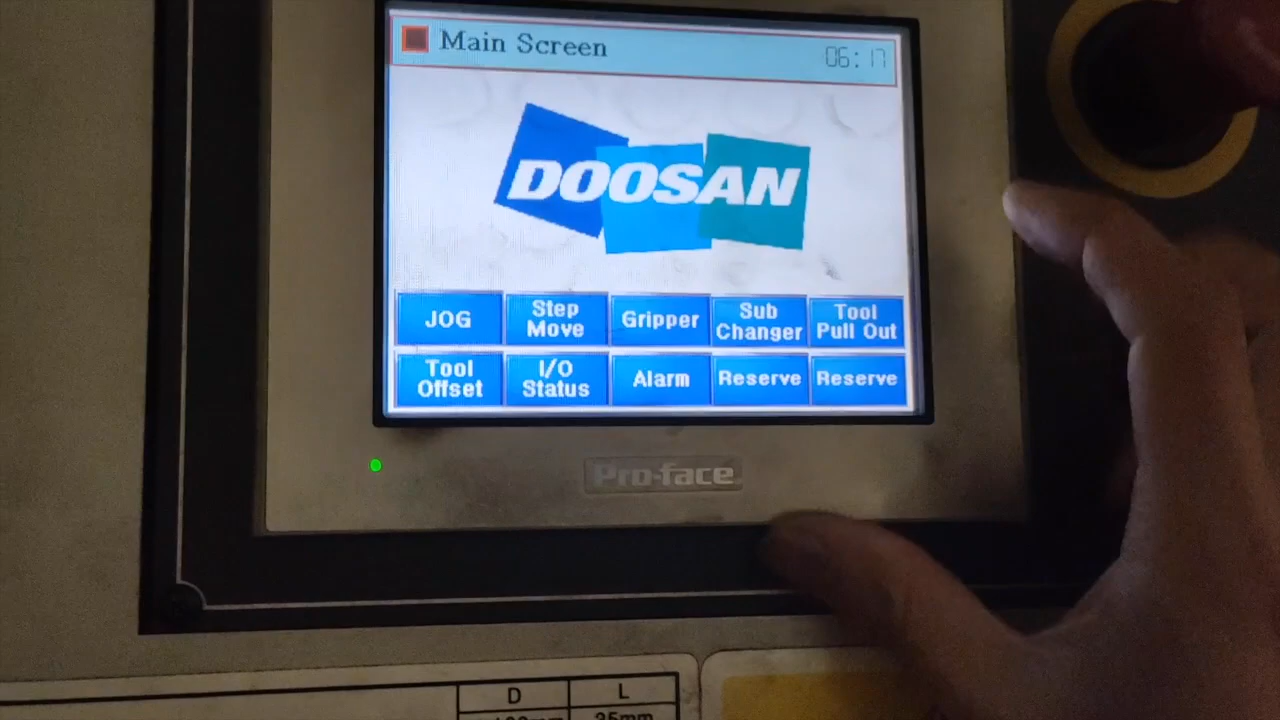 Main Screen
06:17
DOOSAN
JOG
Step
Move
Gripper
Sub
Changer
Tool
Pull Out
Tool
Offset
I/O
Status
Alarm
Reserve
Reserve
Pro-face
D
L
25mm